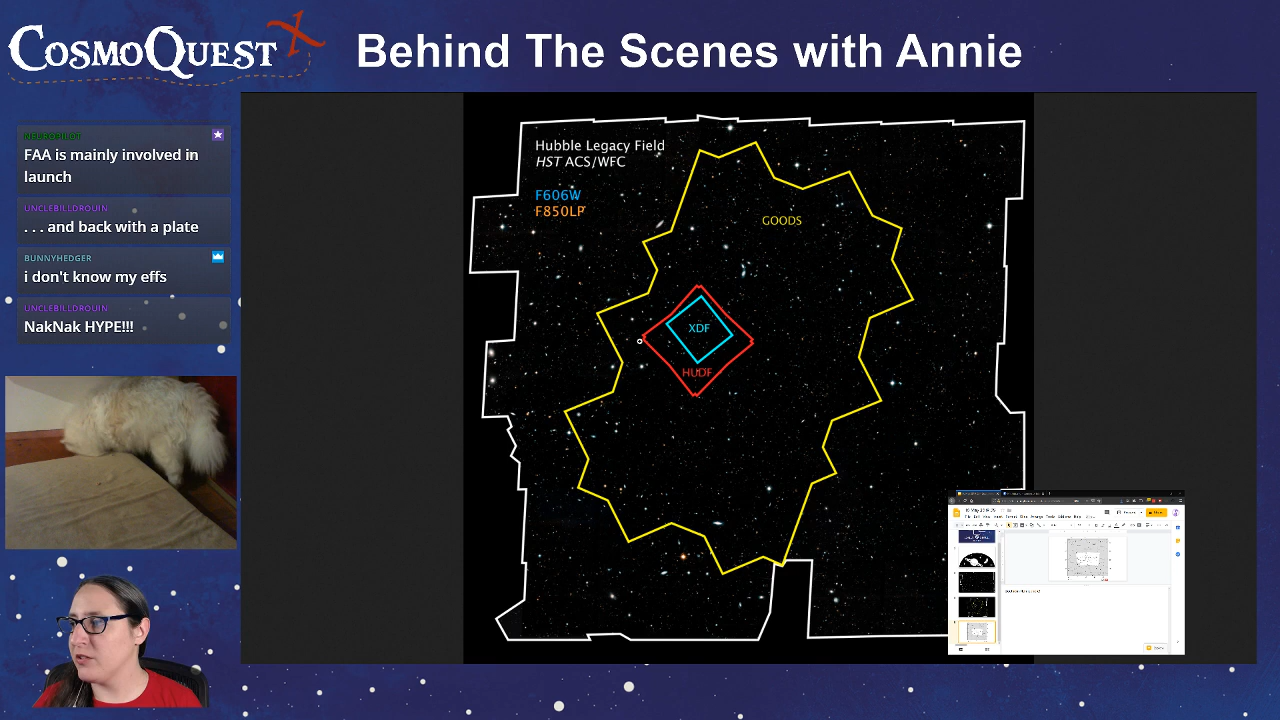 CosmoQuest X
Behind The Scenes with Annie
NEUROPILOT
FAA is mainly involved in
launch
UNCLEBILLDROUIN
. . . and back with a plate
BUNNYHEDGER
i don't know my effs
UNCLEBILLDROUIN
NakNak HYPE!!!
Hubble Legacy Field
HST ACS/WFC
F606W
F850LP
GOODS
XDF
HUDF